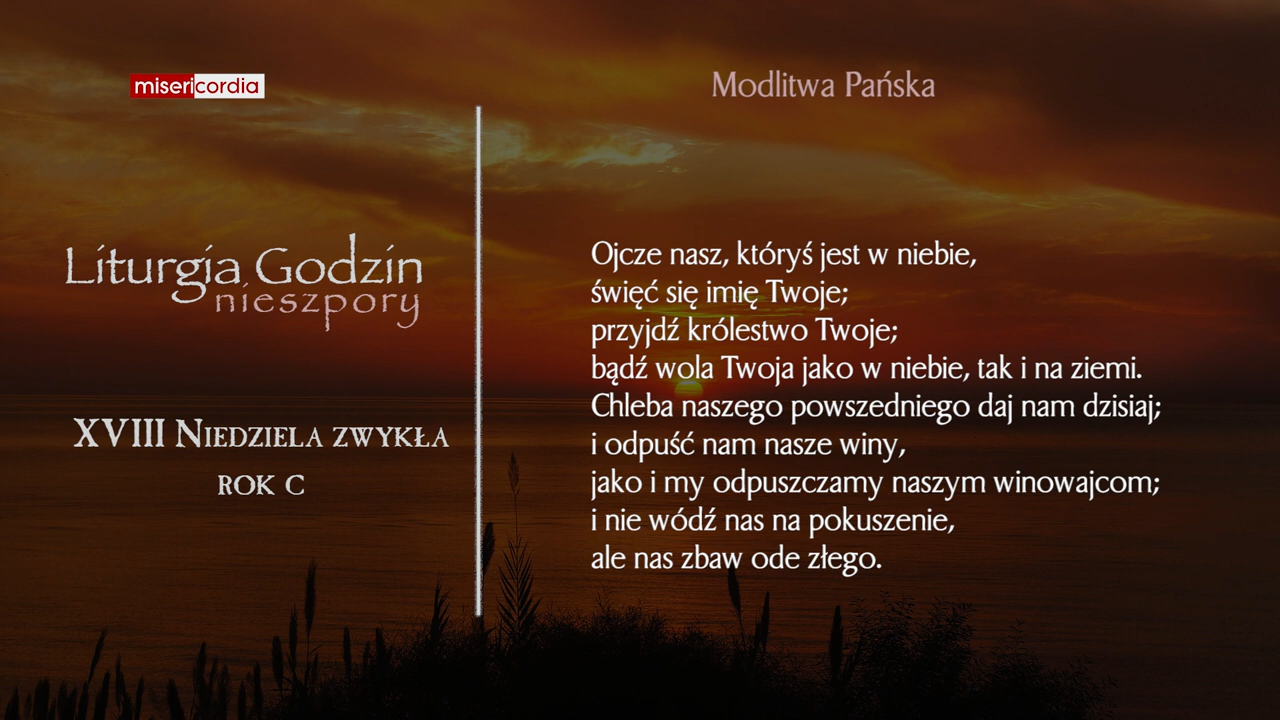 misericordia
Liturgia Godzin
nieszpory
XVIII Niedziela zwykła
rok C
Modlitwa Pańska
Ojcze nasz, któryś jest w niebie,
święć się imię Twoje;
przyjdź królestwo Twoje;
bądź wola Twoja jako w niebie, tak i na ziemi.
Chleba naszego powszedniego daj nam dzisiaj;
i odpuść nam nasze winy,
jako i my odpuszczamy naszym winowajcom;
i nie wódź nas na pokuszenie,
ale nas zbaw ode złego.